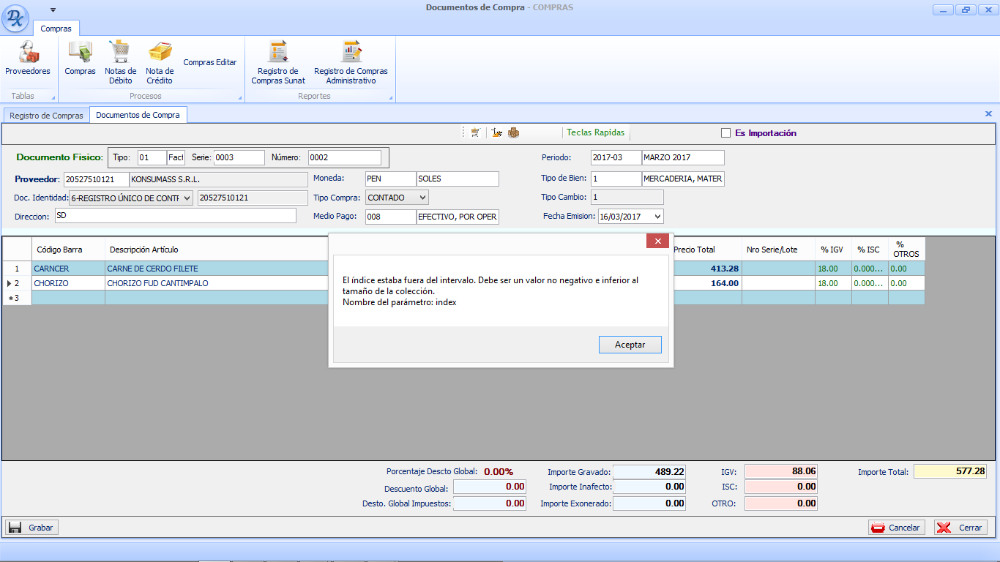 Documentos de Compra - COMPRAS
DX
Compras
Proveedores
Compras
Notas de Débito
Nota de Crédito
Compras Editar
Registro de Compras Sunat
Registro de Compras Administrativo
Tablas
Procesos
Reportes
Registro de Compras
Documentos de Compra
Teclas Rapidas
Es Importación
Documento Fisico: Tipo: 01 Fact Serie: 0003 Número: 0002
Periodo: 2017-03 MARZO 2017
Proveedor: 20527510121 KONSUMASS S.R.L.
Moneda: PEN SOLES
Tipo de Bien: 1 MERCADERIA, MATER
Doc. Identidad: 6-REGISTRO ÚNICO DE CONTR 20527510121
Tipo Compra: CONTADO
Tipo Cambio: 1
Direccion: SD
Medio Pago: 008 EFECTIVO, POR OPER
Fecha Emision: 16/03/2017
Código Barra Descripción Artículo Precio Total Nro Serie/Lote % IGV % ISC % OTROS
1 CARNCER CARNE DE CERDO FILETE 413.28 18.00 0.000... 0.00
2 CHORIZO CHORIZO FUD CANTIMPALO 164.00 18.00 0.000... 0.00
*3
El índice estaba fuera del intervalo. Debe ser un valor no negativo e inferior al
tamaño de la colección.
Nombre del parámetro: index
Aceptar
Porcentaje Descto Global: 0.00% Importe Gravado: 489.22 IGV: 88.06 Importe Total: 577.28
Descuento Global: 0.00 Importe Inafecto: 0.00 ISC: 0.00
Desto. Global Impuestos: 0.00 Importe Exonerado: 0.00 OTRO: 0.00
Grabar
Cancelar
Cerrar